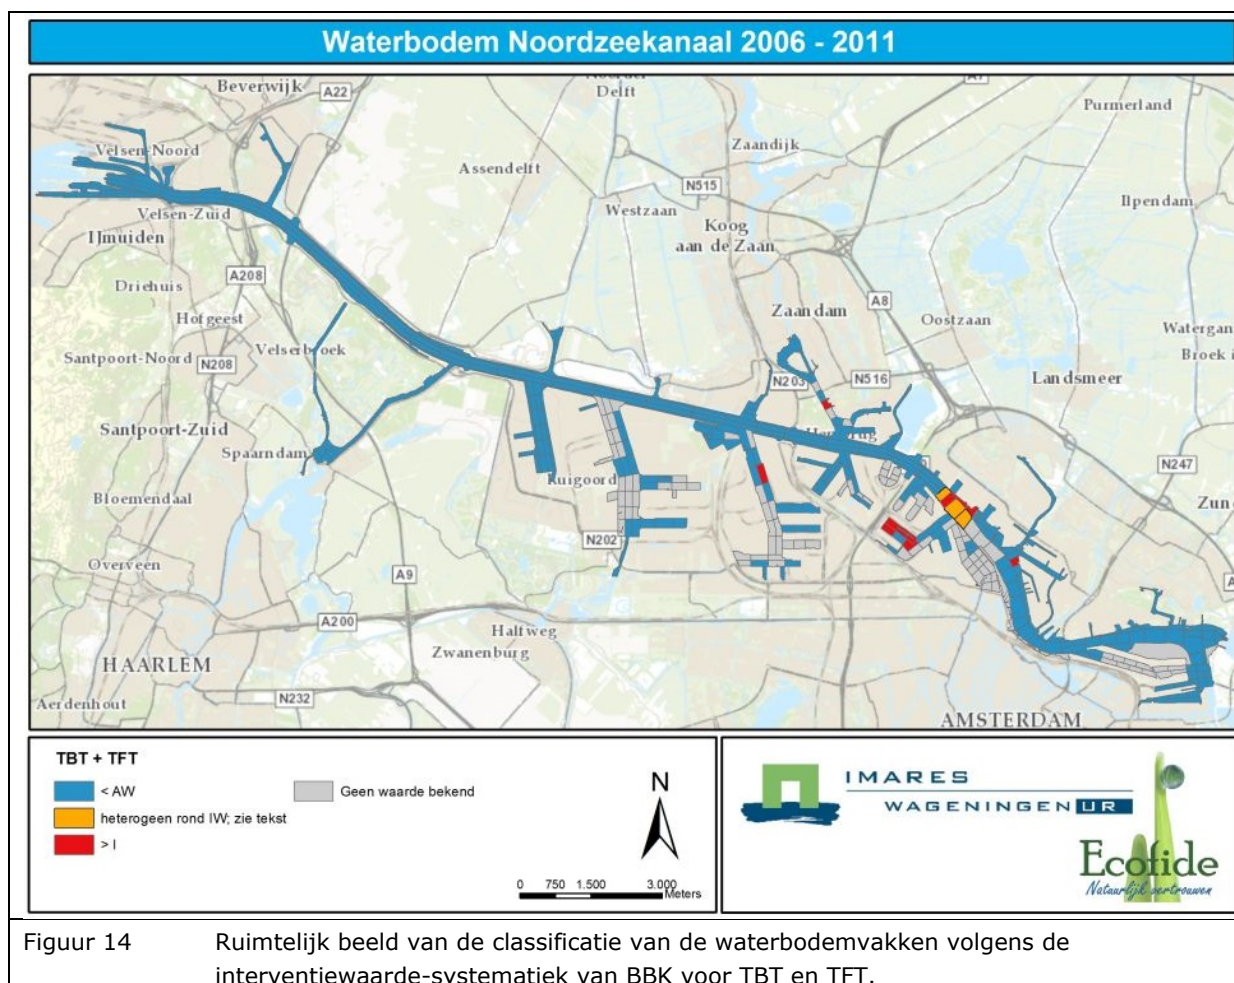 Waterbodem Noordzeekanaal 2006 - 2011
Beverwijk
A22
Delft
A7
Purmerland
Velsen-Noord
Zaandijk
Assendelft
N515
Ilpendam
Velsen-Zuid
Westzaan
Koog
aan de Zaan
IJmuiden
A208
Driehuis
A8
Hofgeest
Zaandam
Oostzaan
Watergan
Velserbroek
Broek i
Santpoort-Noord
N208
N203
N516
Landsmeer
Santpoort-Zuid
Spaarndam
N247
Ruigoord
Bloemendaal
Zun
N202
Overveen
A9
A200
Halfweg
Zwanenburg
HAARLEM
N232
Aerdenhout
AMSTERDAM
TBT + TFT
< AW
Geen waarde bekend
heterogeen rond IW; zie tekst
> I
N
0 750 1.500 3.000
Meters
IMARES
WAGENINGEN UR
Ecofide
Natuurlijk vertrouwen
Figuur 14 Ruimtelijk beeld van de classificatie van de waterbodemvakken volgens de
interventiewaarde-systematiek van BBK voor TBT en TFT.